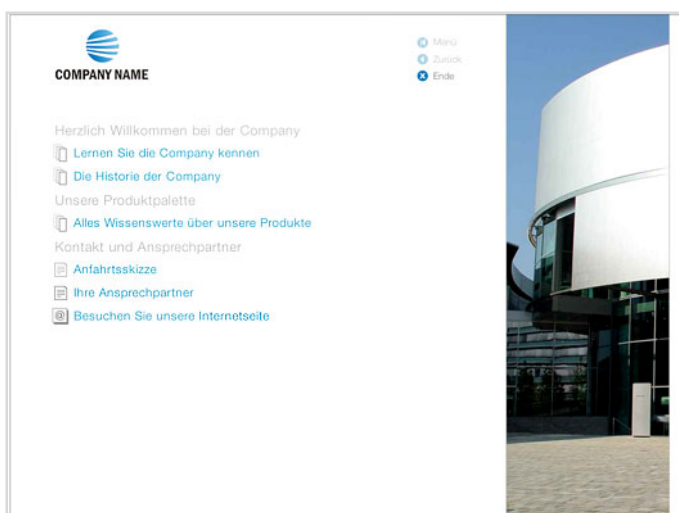 COMPANY NAME
Menü
Zurück
Ende
Herzlich Willkommen bei der Company
Lernen Sie die Company kennen
Die Historie der Company
Unsere Produktpalette
Alles Wissenswerte über unsere Produkte
Kontakt und Ansprechpartner
Anfahrtsskizze
Ihre Ansprechpartner
@ Besuchen Sie unsere Internetseite